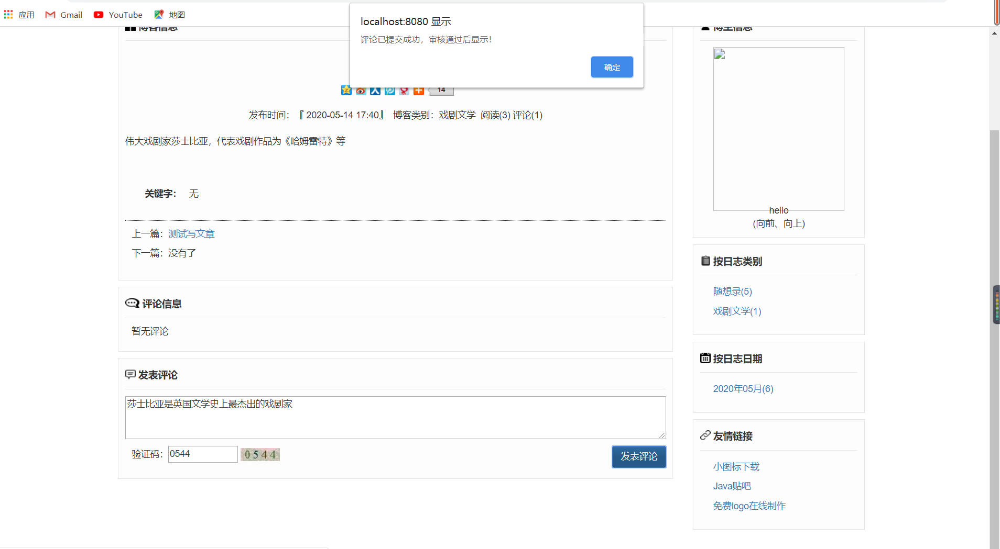 应用 Gmail YouTube 地图
localhost:8080 显示
评论已提交成功，审核通过后显示！
确定
博客信息
14
发布时间：『 2020-05-14 17:40』 博客类别：戏剧文学 阅读(3) 评论(1)
伟大戏剧家莎士比亚，代表戏剧作品为《哈姆雷特》等
关键字： 无
上一篇：测试写文章
下一篇：没有了
评论信息
暂无评论
发表评论
莎士比亚是英国文学史上最杰出的戏剧家
验证码： 0544 0544 发表评论
博主信息
hello
(向前、向上)
按日志类别
随想录(5)
戏剧文学(1)
按日志日期
2020年05月(6)
友情链接
小图标下载
Java贴吧
免费logo在线制作